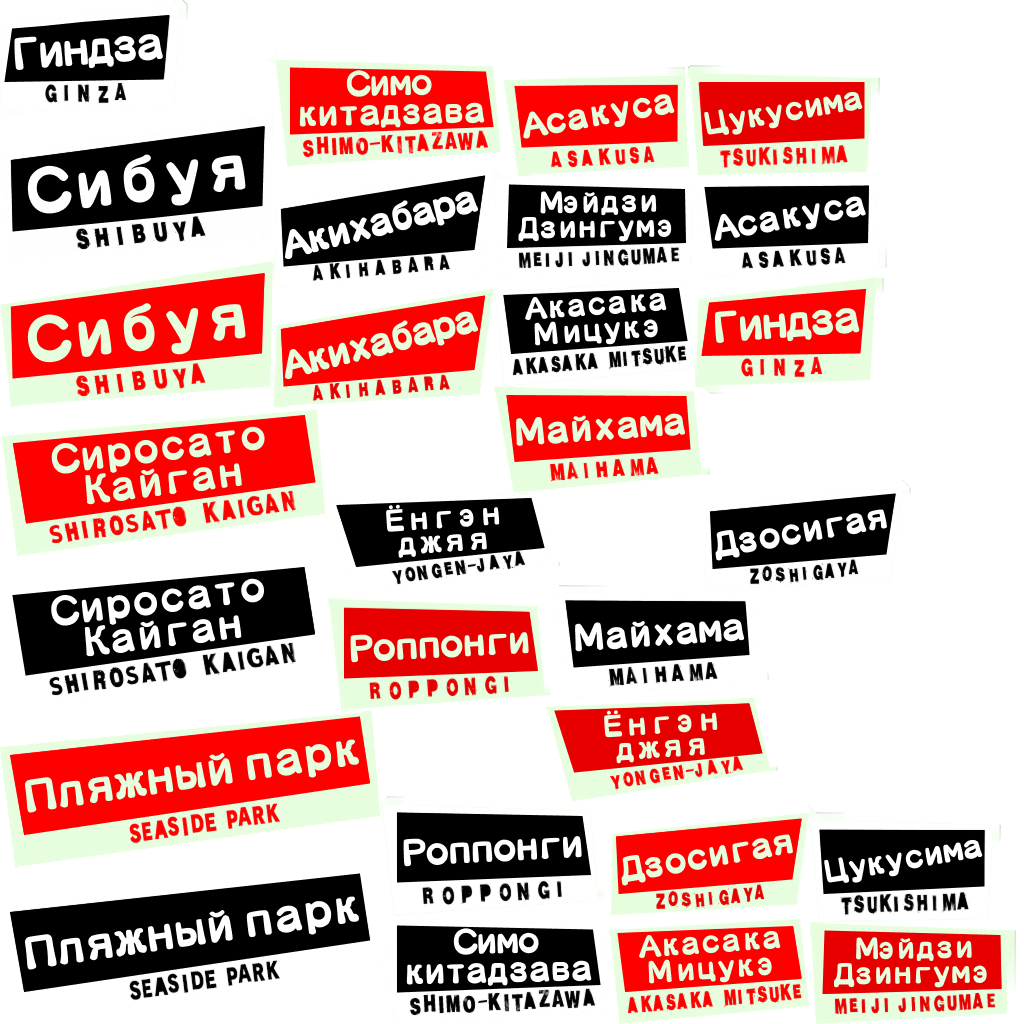 Гиндза
GINZA
Симо
китадзава
SHIMO-KITAZAWA
Асакуса
ASAKUSA
Цукусима
TSUKISHIMA
Сибуя
SHIBUYA
Акихабара
AKIHABARA
Мэйдзи
Дзингумэ
MEIJI JINGUMAE
Асакуса
ASAKUSA
Сибуя
SHIBUYA
Акихабара
AKIHABARA
Акасака
Мицукэ
AKASAKA MITSUKE
Гиндза
GINZA
Майхама
MAIHAMA
Сиросато
Кайган
SHIROSATO KAIGAN
Ёнгэн
джяя
YONGEN-JAYA
Дзосигая
ZOSHIGAYA
Сиросато
Кайган
SHIROSATO KAIGAN
Роппонги
ROPPONGI
Майхама
MAIHAMA
Пляжный парк
SEASIDE PARK
Ёнгэн
джяя
YONGEN-JAYA
Роппонги
ROPPONGI
Дзосигая
ZOSHIGAYA
Цукусима
TSUKISHIMA
Пляжный парк
SEASIDE PARK
Симо
китадзава
SHIMO-KITAZAWA
Акасака
Мицукэ
AKASAKA MITSUKE
Мэйдзи
Дзингумэ
MEIJI JINGUMAE